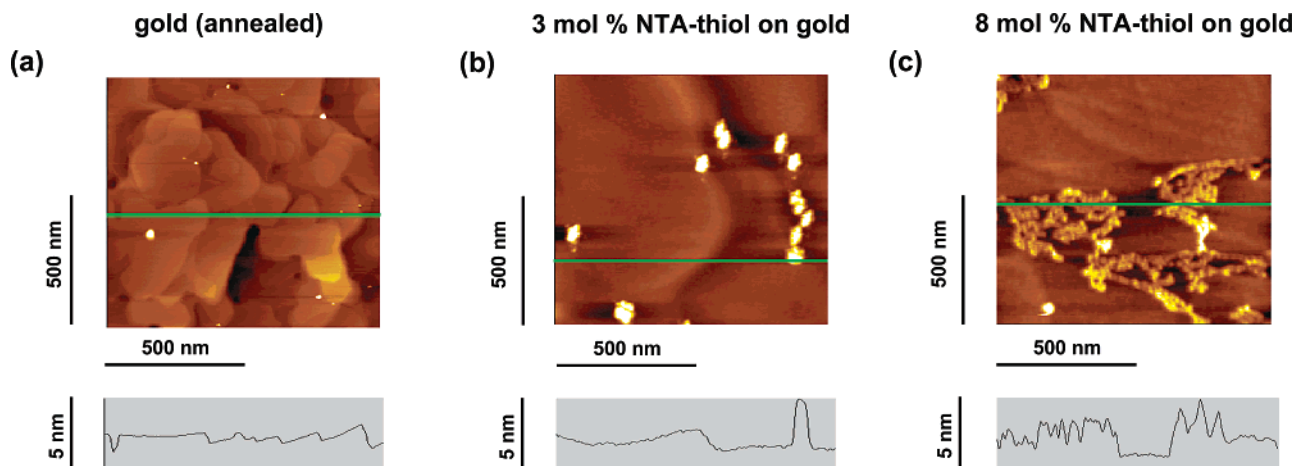 gold (annealed)
3 mol % NTA-thiol on gold
8 mol % NTA-thiol on gold
(a)
(b)
(c)
500 nm
500 nm
500 nm
500 nm
500 nm
500 nm
5 nm
5 nm
5 nm